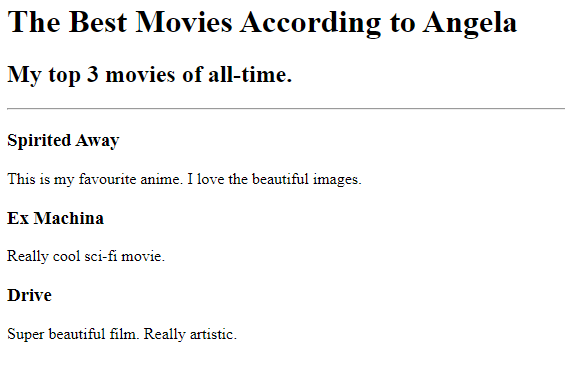 The Best Movies According to Angela
My top 3 movies of all-time.
Spirited Away
This is my favourite anime. I love the beautiful images.
Ex Machina
Really cool sci-fi movie.
Drive
Super beautiful film. Really artistic.